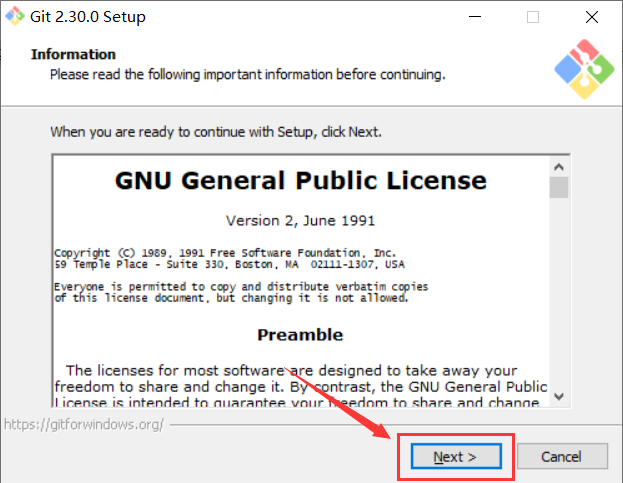 Git 2.30.0 Setup
Information
Please read the following important information before continuing.
When you are ready to continue with Setup, click Next.
GNU General Public License
Version 2, June 1991
Copyright (C) 1989, 1991 Free Software Foundation, Inc.
59 Temple Place - Suite 330, Boston, MA  02111-1307, USA
Everyone is permitted to copy and distribute verbatim copies
of this license document, but changing it is not allowed.
Preamble
The licenses for most software are designed to take away your
freedom to share and change it. By contrast, the GNU General Public
License is intended to guarantee your freedom to share and change
https://gitforwindows.org/
Next >
Cancel